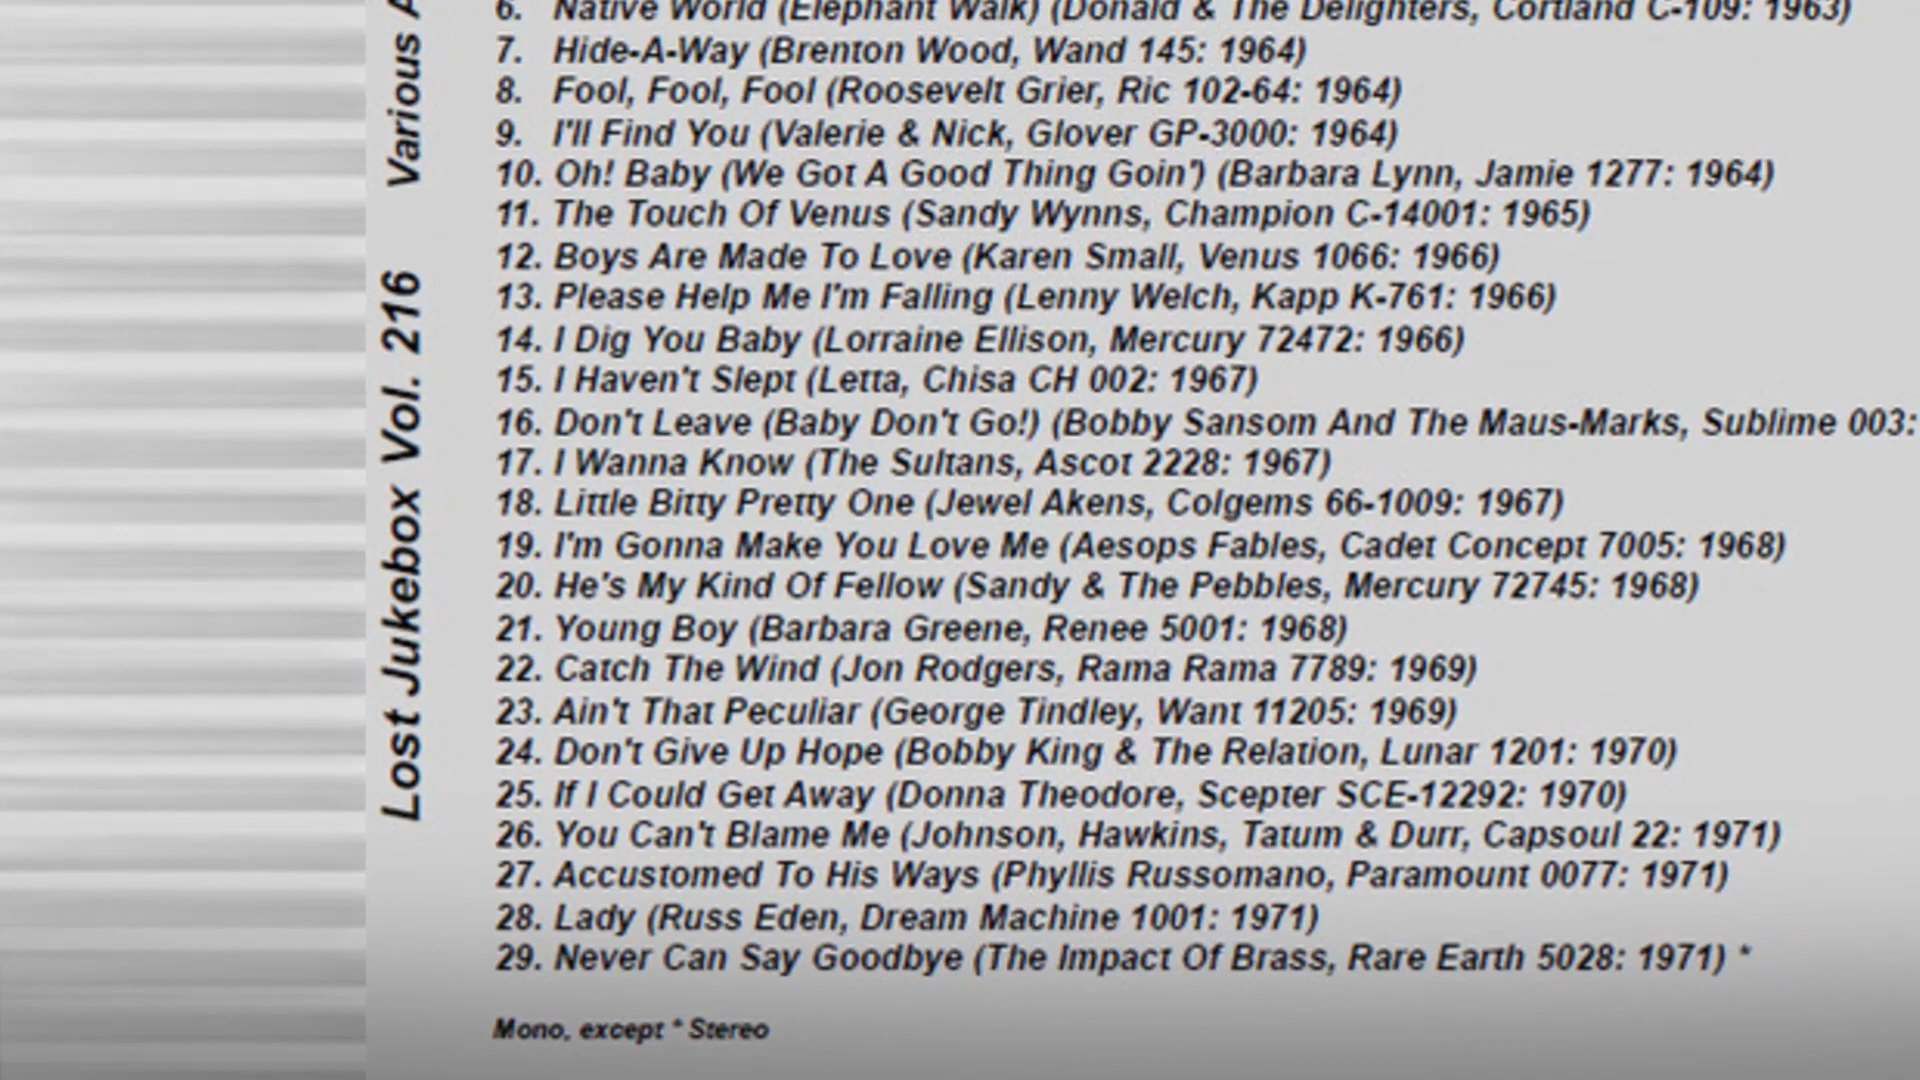 6. Native World (Elephant Walk) (Donald & The Delighters, Cortland C-109: 1963)
7. Hide-A-Way (Brenton Wood, Wand 145: 1964)
8. Fool, Fool, Fool (Roosevelt Grier, Ric 102-64: 1964)
9. I'll Find You (Valerie & Nick, Glover GP-3000: 1964)
10. Oh! Baby (We Got A Good Thing Goin') (Barbara Lynn, Jamie 1277: 1964)
11. The Touch Of Venus (Sandy Wynns, Champion C-14001: 1965)
12. Boys Are Made To Love (Karen Small, Venus 1066: 1966)
13. Please Help Me I'm Falling (Lenny Welch, Kapp K-761: 1966)
14. I Dig You Baby (Lorraine Ellison, Mercury 72472: 1966)
15. I Haven't Slept (Letta, Chisa CH 002: 1967)
16. Don't Leave (Baby Don't Go!) (Bobby Sansom And The Maus-Marks, Sublime 003:
17. I Wanna Know (The Sultans, Ascot 2228: 1967)
18. Little Bitty Pretty One (Jewel Akens, Colgems 66-1009: 1967)
19. I'm Gonna Make You Love Me (Aesops Fables, Cadet Concept 7005: 1968)
20. He's My Kind Of Fellow (Sandy & The Pebbles, Mercury 72745: 1968)
21. Young Boy (Barbara Greene, Renee 5001: 1968)
22. Catch The Wind (Jon Rodgers, Rama Rama 7789: 1969)
23. Ain't That Peculiar (George Tindley, Want 11205: 1969)
24. Don't Give Up Hope (Bobby King & The Relation, Lunar 1201: 1970)
25. If I Could Get Away (Donna Theodore, Scepter SCE-12292: 1970)
26. You Can't Blame Me (Johnson, Hawkins, Tatum & Durr, Capsoul 22: 1971)
27. Accustomed To His Ways (Phyllis Russomano, Paramount 0077: 1971)
28. Lady (Russ Eden, Dream Machine 1001: 1971)
29. Never Can Say Goodbye (The Impact Of Brass, Rare Earth 5028: 1971) *
Mono, except * Stereo
Lost Jukebox Vol. 216 Various